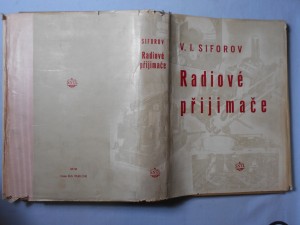 SIFOROV
Radiové
přijímače
V. I. SIFOROV
Radiové
přijímače